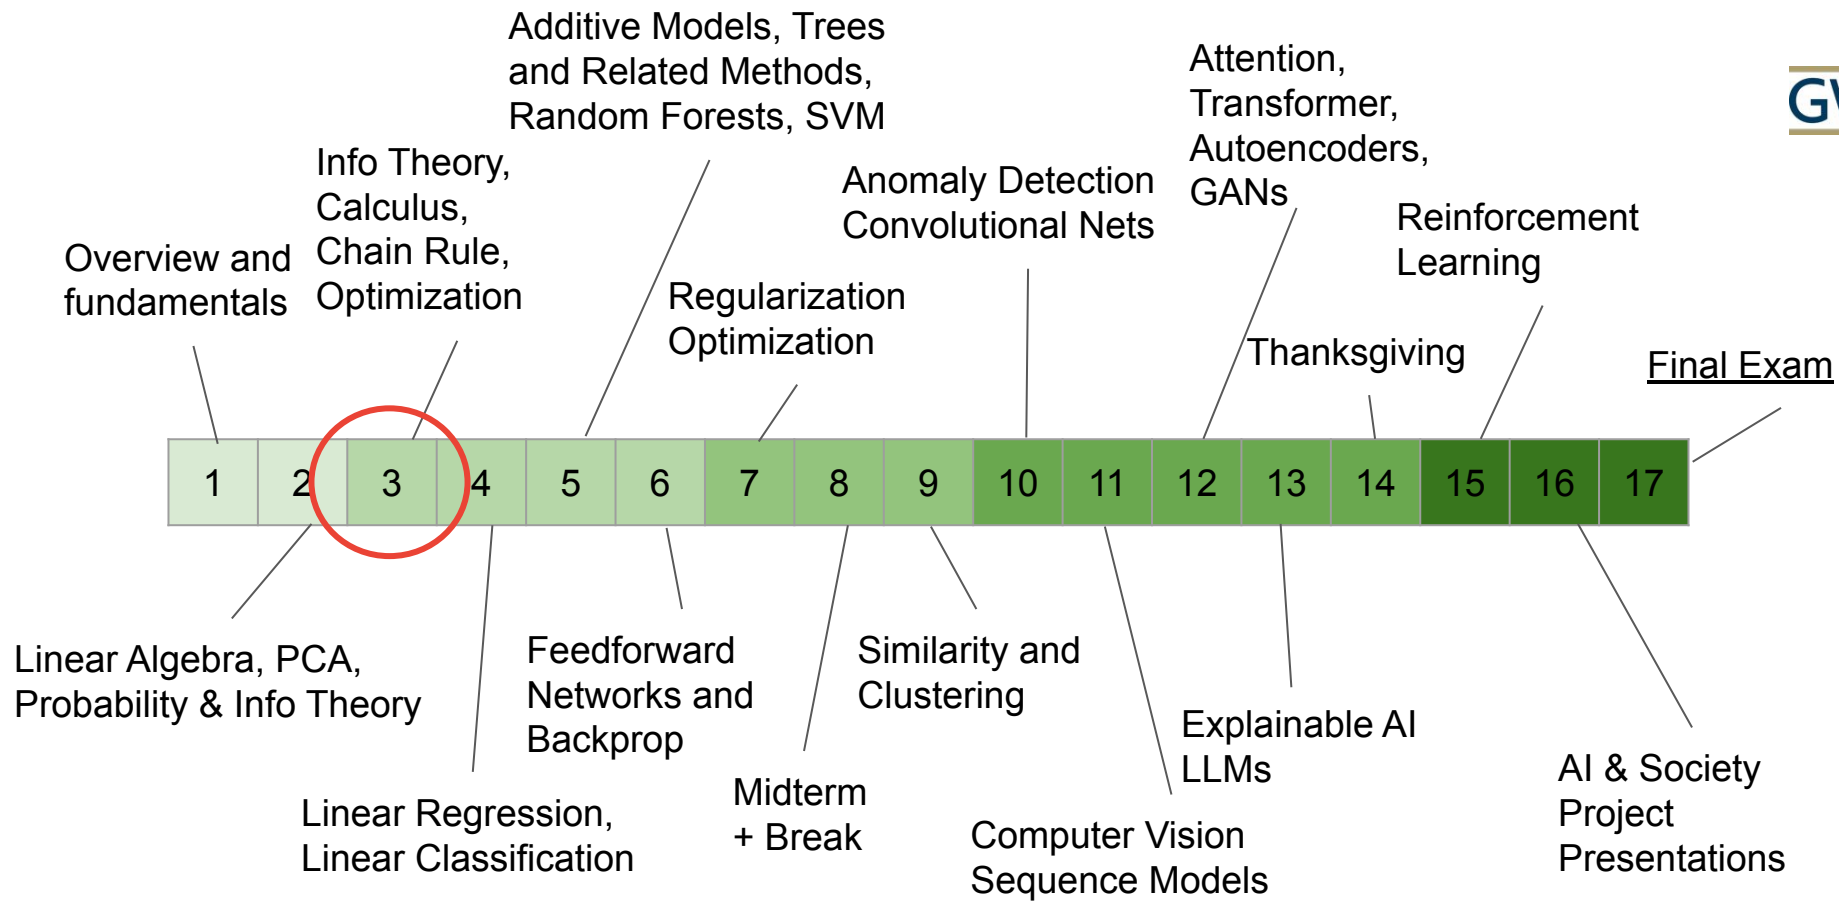 Additive Models, Trees
and Related Methods,
Random Forests, SVM
Attention,
Transformer,
Autoencoders,
GANs
Info Theory,
Calculus,
Chain Rule,
Optimization
Anomaly Detection
Convolutional Nets
Reinforcement
Learning
Overview and
fundamentals
Regularization
Optimization
Thanksgiving
Final Exam
1 2 3 4 5 6 7 8 9 10 11 12 13 14 15 16 17
Linear Algebra, PCA,
Probability & Info Theory
Feedforward
Networks and
Backprop
Similarity and
Clustering
Explainable AI
LLMs
Linear Regression,
Linear Classification
Midterm
+ Break
Computer Vision
Sequence Models
AI & Society
Project
Presentations